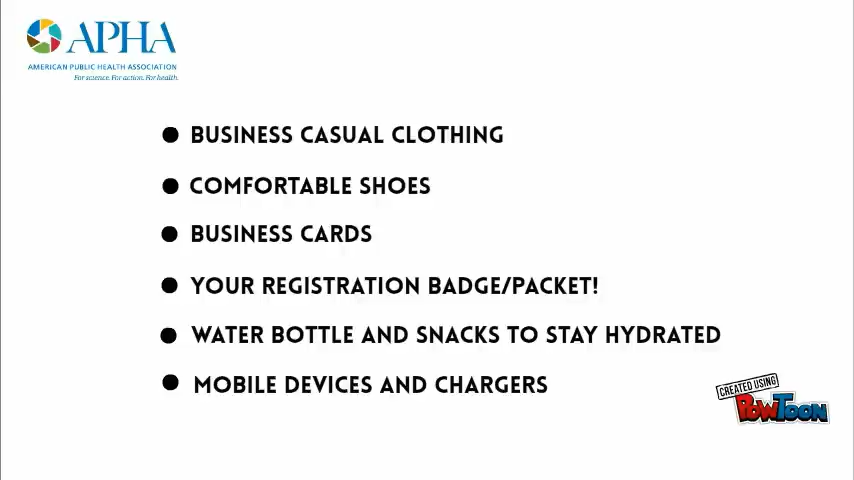 APHA
AMERICAN PUBLIC HEALTH ASSOCIATION
For science. For action. For health.
BUSINESS CASUAL CLOTHING
COMFORTABLE SHOES
BUSINESS CARDS
YOUR REGISTRATION BADGE/PACKET!
WATER BOTTLE AND SNACKS TO STAY HYDRATED
MOBILE DEVICES AND CHARGERS
CREATED USING
POWTOON